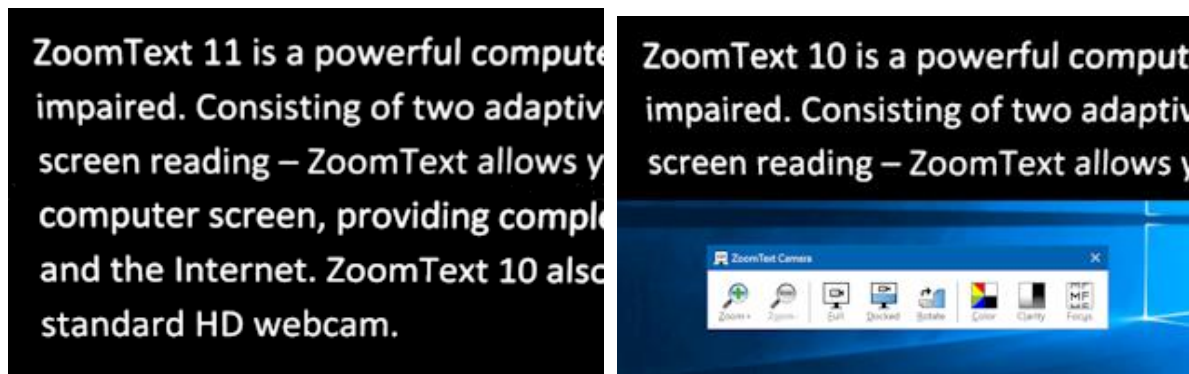 ZoomText 11 is a powerful compute
impaired. Consisting of two adaptiv
screen reading – ZoomText allows y
computer screen, providing comple
and the Internet. ZoomText 10 also
standard HD webcam.
ZoomText 10 is a powerful comput
impaired. Consisting of two adaptiv
screen reading – ZoomText allows y
ZoomText Camera
Zoom+ Zoom- Full Docked Rotate Color Clarity Focus